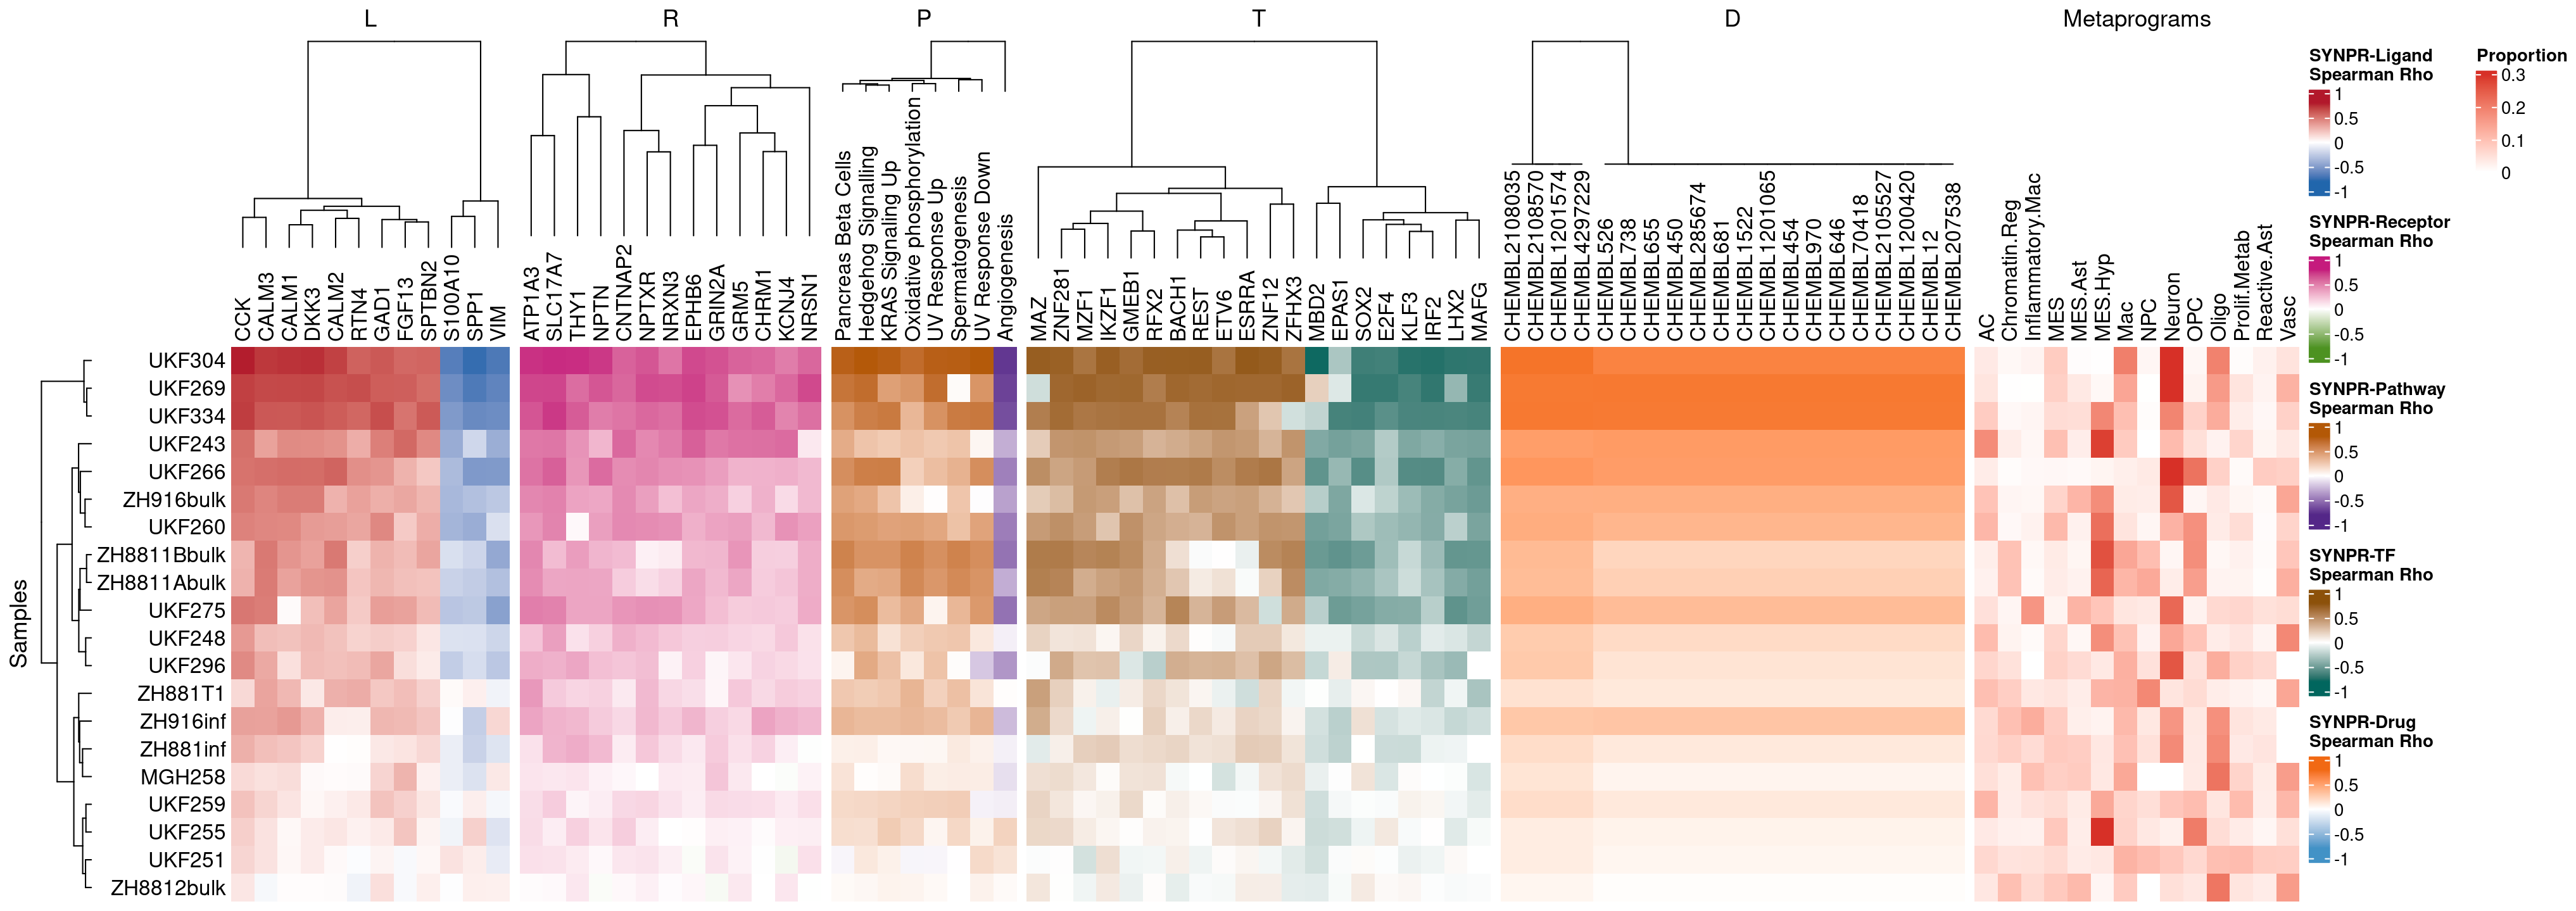 L
R
P
T
D
Metaprograms
CCK
CALM3
CALM1
DKK3
CALM2
RTN4
GAD1
FGF13
SPTBN2
S100A10
SPP1
VIM
ATP1A3
SLC17A7
THY1
NPTN
CNTNAP2
NPTXR
NRXN3
EPHB6
GRIN2A
GRM5
CHRM1
KCNJ4
NRSN1
Pancreas Beta Cells
Hedgehog Signalling
KRAS Signaling Up
Oxidative phosphorylation
UV Response Up
Spermatogenesis
UV Response Down
Angiogenesis
MAZ
ZNF281
MZF1
IKZF1
GMEB1
RFX2
BACH1
REST
ETV6
ESRRA
ZNF12
ZFHX3
MBD2
EPAS1
SOX2
E2F4
KLF3
IRF2
LHX2
MAFG
CHEMBL2108035
CHEMBL2108570
CHEMBL1201574
CHEMBL4297229
CHEMBL526
CHEMBL738
CHEMBL655
CHEMBL450
CHEMBL285674
CHEMBL681
CHEMBL1522
CHEMBL1201065
CHEMBL454
CHEMBL970
CHEMBL646
CHEMBL70418
CHEMBL2105527
CHEMBL1200420
CHEMBL12
CHEMBL207538
AC
Chromatin.Reg
Inflammatory.Mac
MES
MES.Ast
MES.Hyp
Mac
NPC
Neuron
OPC
Oligo
Prolif.Metab
Reactive.Ast
Vasc
Samples
UKF304
UKF269
UKF334
UKF243
UKF266
ZH916bulk
UKF260
ZH8811Bbulk
ZH8811Abulk
UKF275
UKF248
UKF296
ZH881T1
ZH916inf
ZH881inf
MGH258
UKF259
UKF255
UKF251
ZH8812bulk
SYNPR-Ligand
Spearman Rho
1
0.5
0
-0.5
-1
SYNPR-Receptor
Spearman Rho
1
0.5
0
-0.5
-1
SYNPR-Pathway
Spearman Rho
1
0.5
0
-0.5
-1
SYNPR-TF
Spearman Rho
1
0.5
0
-0.5
-1
SYNPR-Drug
Spearman Rho
1
0.5
0
-0.5
-1
Proportion
0.3
0.2
0.1
0